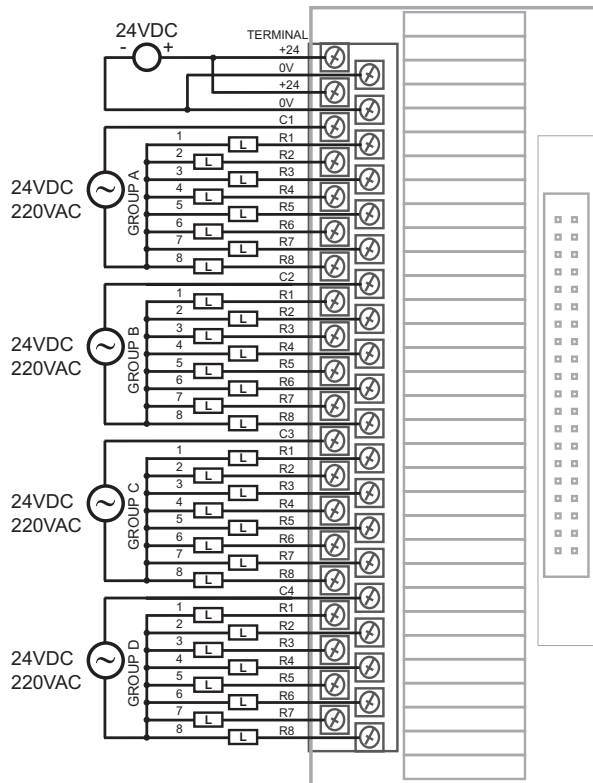 24VDC
- +
TERMINAL
+24
0V
+24
0V
C1
1 L R1
2 L R2
3 L R3
4 L R4
5 L R5
6 L R6
7 L R7
8 L R8
GROUP A
24VDC
220VAC
C2
1 L R1
2 L R2
3 L R3
4 L R4
5 L R5
6 L R6
7 L R7
8 L R8
GROUP B
24VDC
220VAC
C3
1 L R1
2 L R2
3 L R3
4 L R4
5 L R5
6 L R6
7 L R7
8 L R8
GROUP C
24VDC
220VAC
C4
1 L R1
2 L R2
3 L R3
4 L R4
5 L R5
6 L R6
7 L R7
8 L R8
GROUP D
24VDC
220VAC